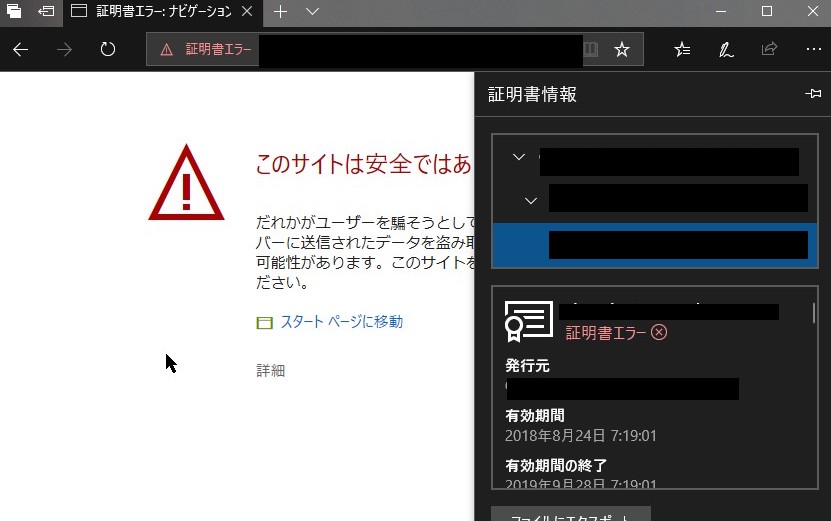 証明書エラー: ナビゲーション
証明書エラー
証明書情報
このサイトは安全ではあ
だれかがユーザーを騙そうとして
バーに送信されたデータを盗み取
可能性があります。このサイトを
ださい。
スタート ページに移動
詳細
証明書エラー
発行元
有効期間
2018年8月24日 7:19:01
有効期間の終了
2019年9月28日 7:19:01
ファイルにエクスポート